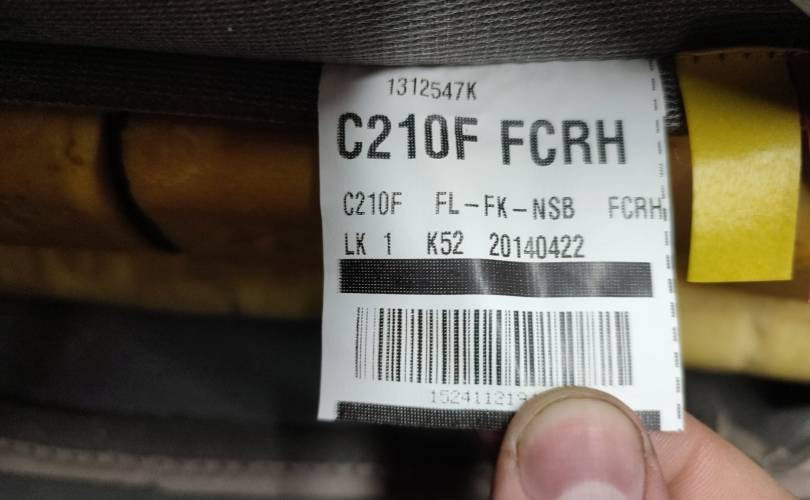 1312547K
C210F FCRH
C210F FL-FK-NSB FCRH
LK 1 K52 20140422